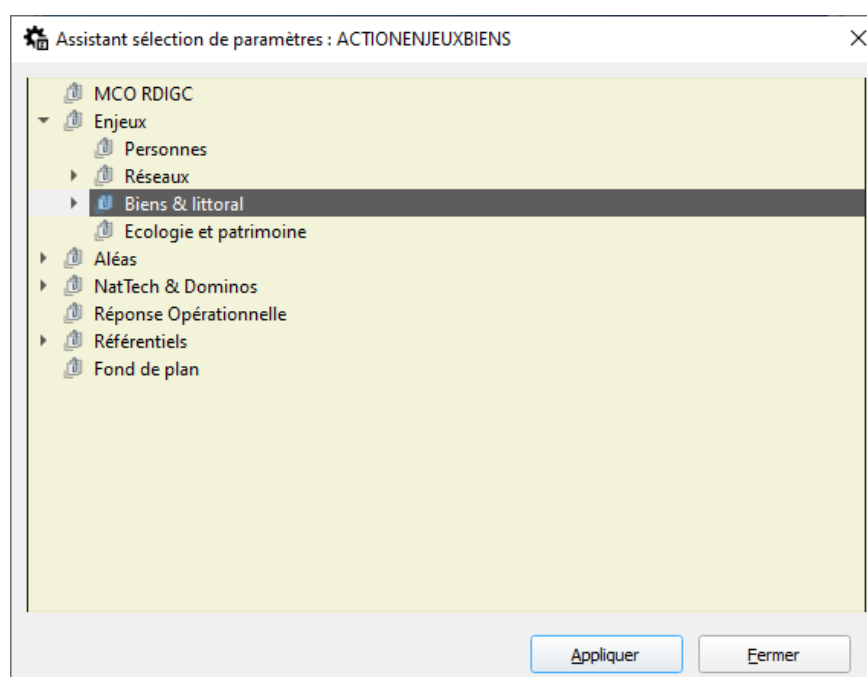 Assistant sélection de paramètres : ACTIONENJEUXBIENS
MCO RDIGC
Enjeux
Personnes
Réseaux
Biens & littoral
Ecologie et patrimoine
Aléas
NatTech & Dominos
Réponse Opérationnelle
Référentiels
Fond de plan
Appliquer
Fermer